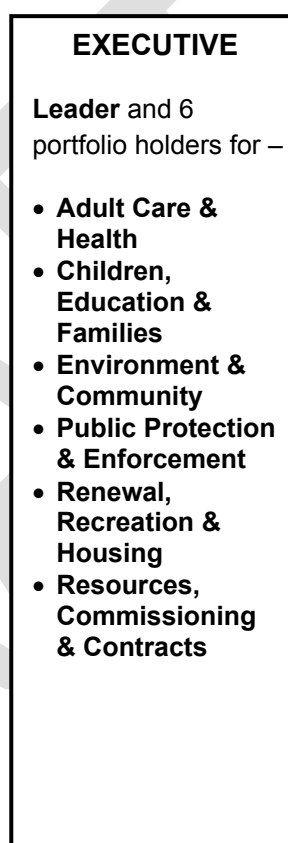 EXECUTIVE
Leader and 6
portfolio holders for –
• Adult Care &
Health
• Children,
Education &
Families
• Environment &
Community
• Public Protection
& Enforcement
• Renewal,
Recreation &
Housing
• Resources,
Commissioning
& Contracts